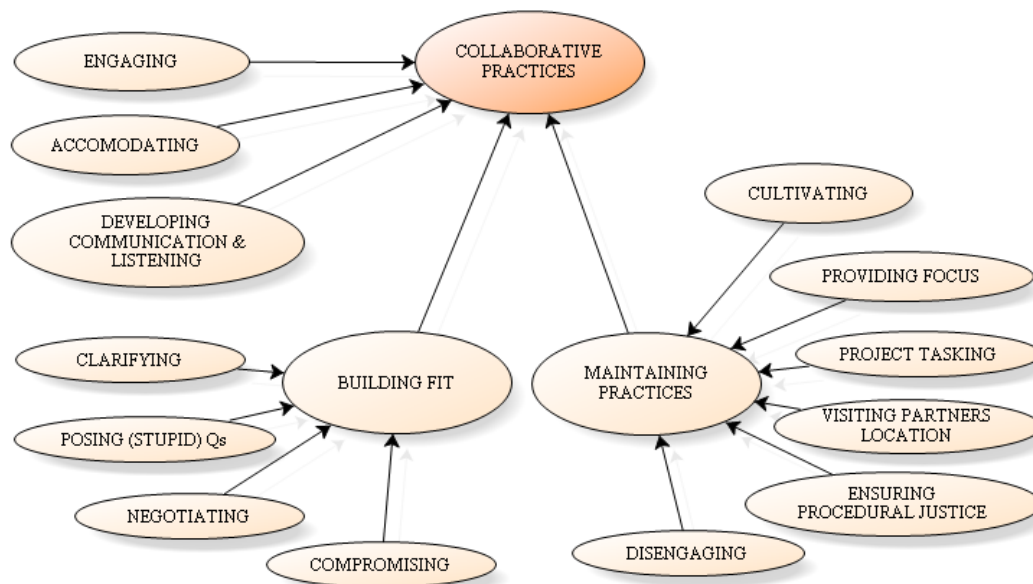 COLLABORATIVE
PRACTICES
ENGAGING
ACCOMODATING
DEVELOPING
COMMUNICATION &
LISTENING
CULTIVATING
PROVIDING FOCUS
PROJECT TASKING
VISITING PARTNERS
LOCATION
ENSURING
PROCEDURAL JUSTICE
DISENGAGING
MAINTAINING
PRACTICES
BUILDING FIT
CLARIFYING
POSING (STUPID) Qs
NEGOTIATING
COMPROMISING